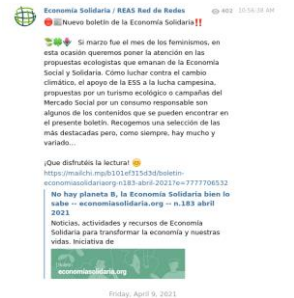 Economía Solidaria / REAS Red de Redes 402 10:56:38 AM
🔴📰Nuevo boletín de la Economía Solidaria‼️
Si marzo fue el mes de los feminismos, en
esta ocasión queremos poner la atención en las
propuestas ecologistas que emanan de la Economía
Social y Solidaria. Cómo luchar contra el cambio
climático, el apoyo de la ESS a la lucha campesina,
propuestas por un turismo ecológico o campañas del
Mercado Social por un consumo responsable son
algunos de los contenidos que se pueden encontrar en
el presente boletín. Recogemos una selección de las
más destacadas pero, como siempre, hay mucho y
variado...
¡Que disfrutéis la lectura! 😊
https://mailchi.mp/b101ef315d3d/boletin-
economiasolidariaorg-n183-abril-2021?e=7777706532
No hay planeta B, la Economía Solidaria bien lo
sabe -- economiasolidaria.org -- n.183 abril
2021
Noticias, actividades y recursos de Economía
Solidaria para transformar la economía y nuestras
vidas. Iniciativa de
economiasolidaria.org
Friday, April 9, 2021